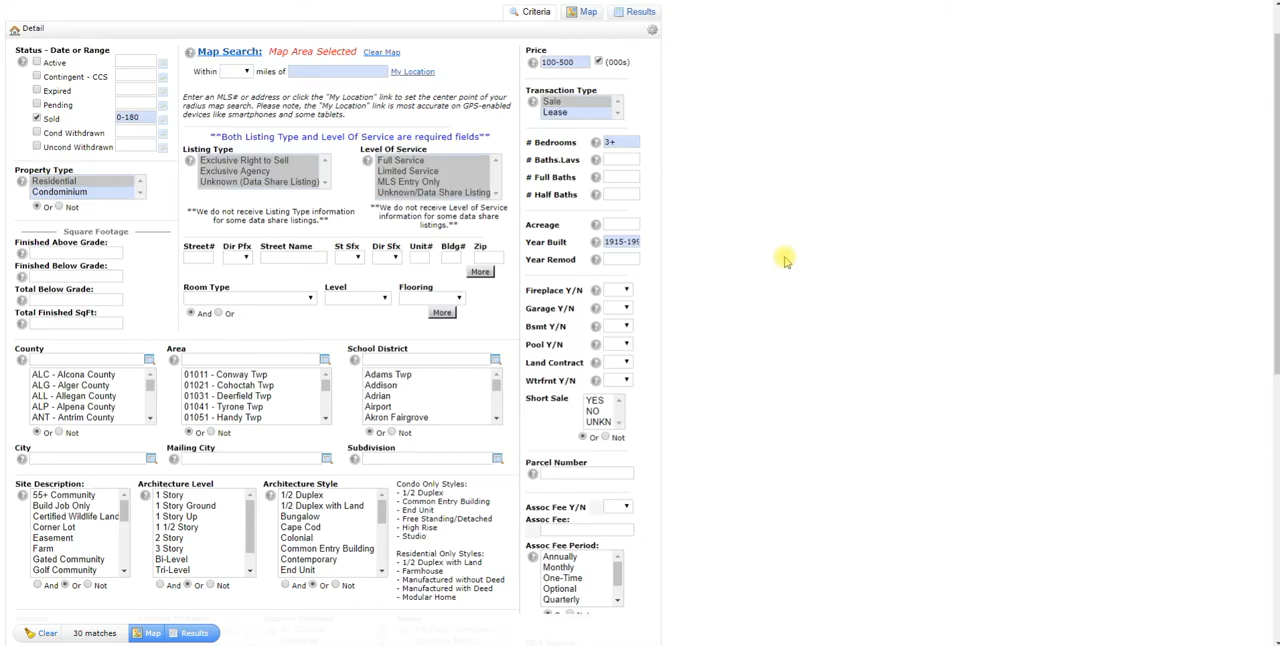 Criteria Map Results
Detail
Status - Date or Range
Active
Contingent - CCS
Expired
Pending
Sold 0-180
Cond Withdrawn
Uncond Withdrawn
Property Type
Residential
Condominium
Or Not
Square Footage
Finished Above Grade:
Finished Below Grade:
Total Below Grade:
Total Finished SqFt:
Map Search: Map Area Selected Clear Map
Within miles of My Location
Enter an MLS# or address or click the "My Location" link to set the center point of your
radius map search. Please note, the "My Location" link is most accurate on GPS-enabled
devices like smartphones and some tablets.
**Both Listing Type and Level Of Service are required fields**
Listing Type
Exclusive Right to Sell
Exclusive Agency
Unknown (Data Share Listing)
**We do not receive Listing Type information
for some data share listings.**
Level Of Service
Full Service
Limited Service
MLS Entry Only
Unknown/Data Share Listing
**We do not receive Level of Service
information for some data share
listings.**
Street# Dir Pfx Street Name St Sfx Dir Sfx Unit# Bldg# Zip
More
Room Type Level Flooring
And Or More
Price
100-500 (000s)
Transaction Type
Sale
Lease
# Bedrooms 3+
# Baths.Lavs
# Full Baths
# Half Baths
Acreage
Year Built 1915-199
Year Remod
Fireplace Y/N
Garage Y/N
Bsmt Y/N
Pool Y/N
Land Contract
Wtrfrnt Y/N
Short Sale
YES
NO
UNKN
Or Not
Parcel Number
Assoc Fee Y/N
Assoc Fee:
Assoc Fee Period:
Annually
Monthly
One-Time
Optional
Quarterly
County
ALC - Alcona County
ALG - Alger County
ALL - Allegan County
ALP - Alpena County
ANT - Antrim County
Or Not
Area
01011 - Conway Twp
01021 - Cohoctah Twp
01031 - Deerfield Twp
01041 - Tyrone Twp
01051 - Handy Twp
Or Not
School District
Adams Twp
Addison
Adrian
Airport
Akron Fairgrove
Or Not
City Mailing City Subdivision
Site Description:
55+ Community
Build Job Only
Certified Wildlife Land
Corner Lot
Easement
Farm
Gated Community
Golf Community
And Or Not
Architecture Level
1 Story
1 Story Ground
1 Story Up
1 1/2 Story
2 Story
3 Story
Bi-Level
Tri-Level
And Or Not
Architecture Style
1/2 Duplex
1/2 Duplex with Land
Bungalow
Cape Cod
Colonial
Common Entry Building
Contemporary
End Unit
And Or Not
Condo Only Styles:
- 1/2 Duplex
- Common Entry Building
- End Unit
- Free Standing/Detached
- High Rise
- Studio
Residential Only Styles:
- 1/2 Duplex with Land
- Farmhouse
- Manufactured without Deed
- Manufactured with Deed
- Modular Home
Clear 30 matches Map Results